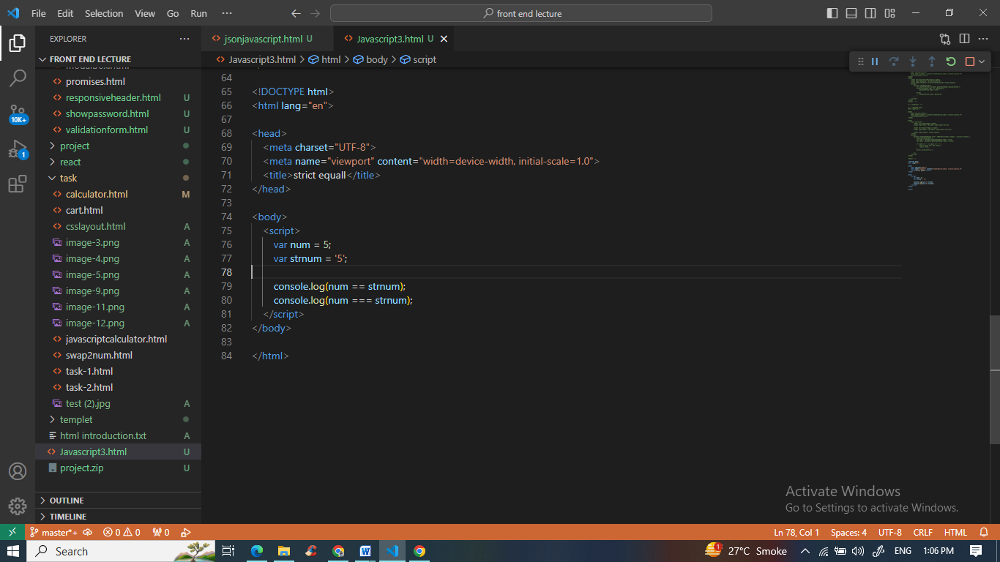 File Edit Selection View Go Run ··· front end lecture
EXPLORER ···
FRONT END LECTURE
promises.html
responsiveheader.html U
showpassword.html U
validationform.html U
project
react
task
calculator.html M
cart.html
csslayout.html A
image-3.png A
image-4.png A
image-5.png A
image-9.png A
image-11.png A
image-12.png A
javascriptcalculator.html
swap2num.html
task-1.html
task-2.html
test (2).jpg A
templet
html introduction.txt A
Javascript3.html U
project.zip U
OUTLINE
TIMELINE
10K+
1
jsonjavascript.html U Javascript3.html U
Javascript3.html > html > body > script
64
65 <!DOCTYPE html>
66 <html lang="en">
67
68 <head>
69 <meta charset="UTF-8">
70 <meta name="viewport" content="width=device-width, initial-scale=1.0">
71 <title>strict equall</title>
72 </head>
73
74 <body>
75 <script>
76 var num = 5;
77 var strnum = '5';
78
79 console.log(num == strnum);
80 console.log(num === strnum);
81 </script>
82 </body>
83
84 </html>
Activate Windows
Go to Settings to activate Windows.
master*+ 0 0 0 Ln 78, Col 1 Spaces: 4 UTF-8 CRLF HTML
Search 1 27°C Smoke ENG 1:06 PM